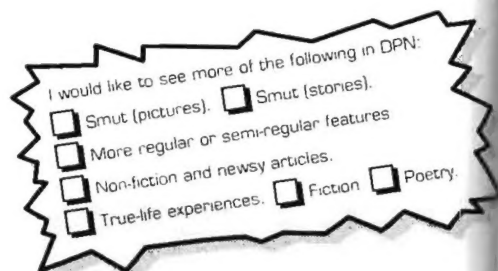 I would like to see more of the following in DPN:
Smut (pictures). Smut (stories).
More regular or semi-regular features
Non-fiction and newsy articles.
True-life experiences. Fiction Poetry.